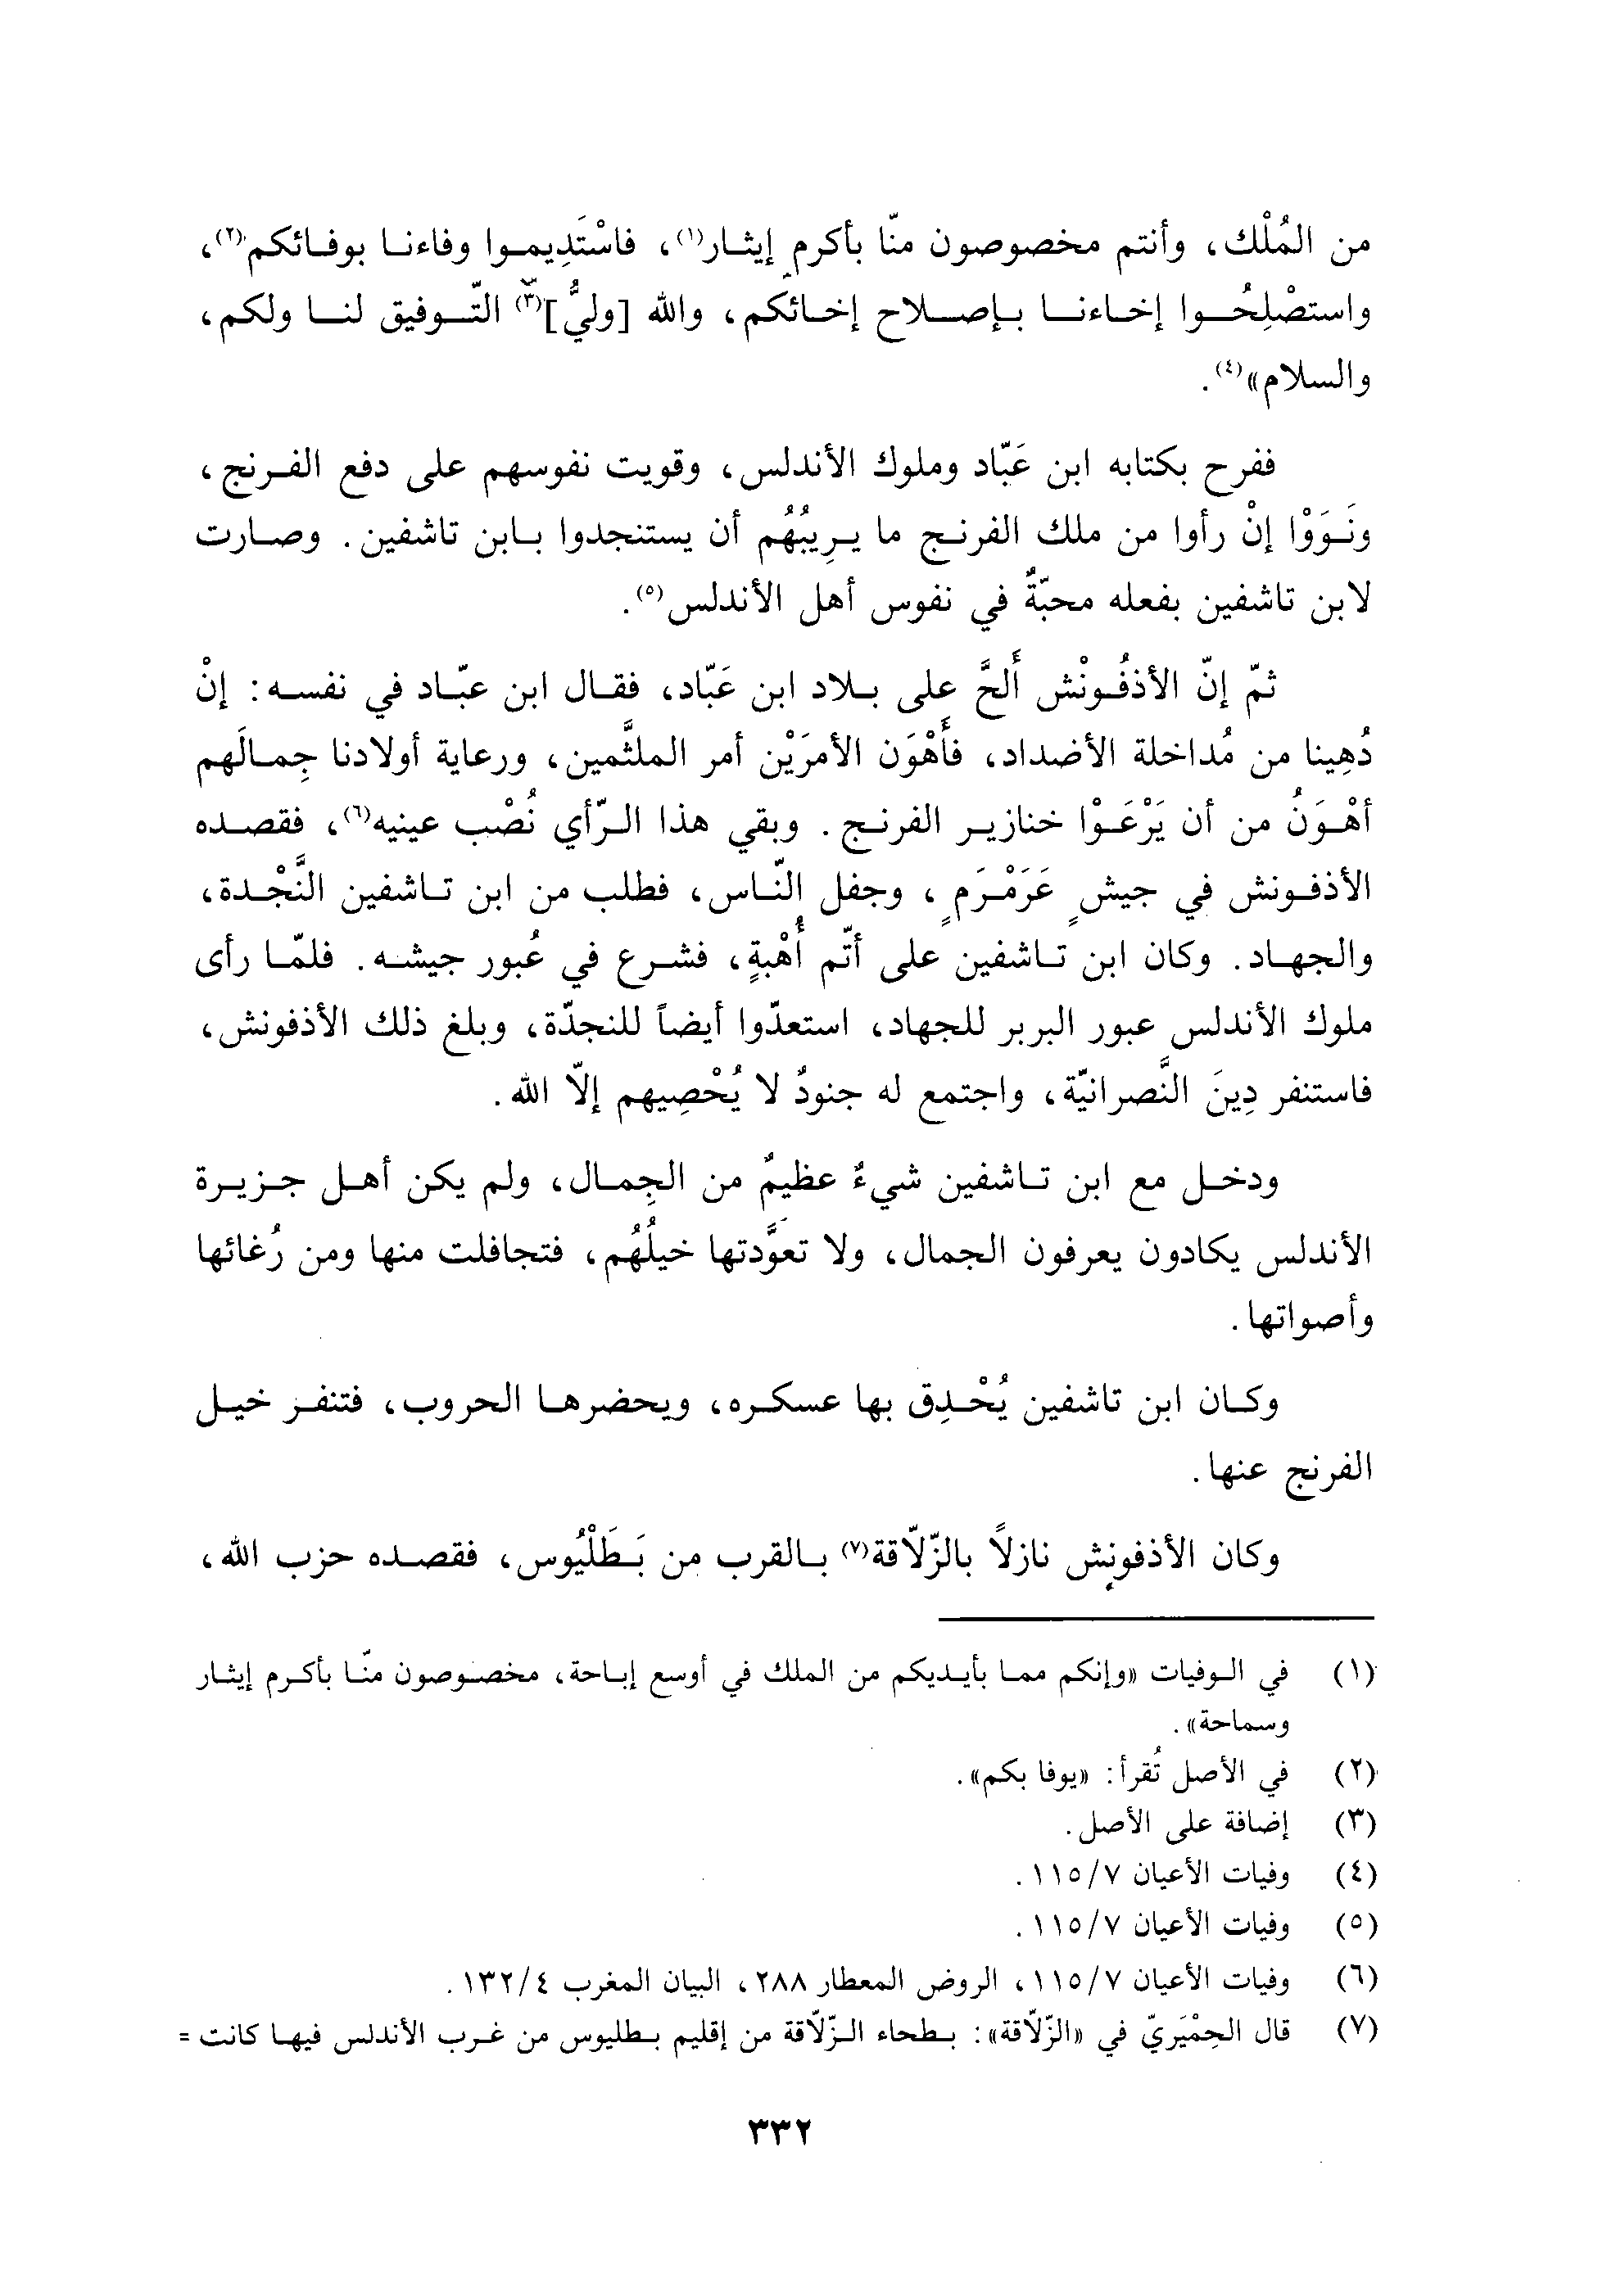 من المُلْك، وأنتم مخصوصون منّا بأكرم إيثار(١)، فاسْتَدِيموا وفاءنا بوفائكم(٢)،
واستصْلِحُوا إخاءنا بإصلاح إخائكم، والله [وليُّ](٣) التّوفيق لنا ولكم،
والسلام»(٤).
ففرح بكتابه ابن عَبّاد وملوك الأندلس، وقويت نفوسهم على دفع الفرنج،
ونَوَوْا إنْ رأوا من ملك الفرنج ما يرِيبُهُم أن يستنجدوا بابن تاشفين. وصارت
لابن تاشفين بفعله محبّةٌ في نفوس أهل الأندلس(٥).
ثمّ إنّ الأذفُونْش أَلحَّ على بلاد ابن عَبّاد، فقال ابن عبّاد في نفسه: إنْ
دُهِينا من مُداخلة الأضداد، فأَهْوَن الأمرَيْن أمر الملثَّمين، ورعاية أولادنا جِمالَهم
أهْوَنُ من أن يَرْعَوْا خنازير الفرنج. وبقي هذا الرّأي نُصْب عينيه(٦)، فقصده
الأذفونش في جيشٍ عَرَمْرَمٍ، وجفل النّاس، فطلب من ابن تاشفين النَّجْدة،
والجهاد. وكان ابن تاشفين على أتّم أُهْبةٍ، فشرع في عُبور جيشه. فلمّا رأى
ملوك الأندلس عبور البربر للجهاد، استعدّوا أيضاً للنجدّة، وبلغ ذلك الأذفونش،
فاستنفر دِينَ النَّصرانيّة، واجتمع له جنودٌ لا يُحْصِيهم إلاّ الله.
ودخل مع ابن تاشفين شيءٌ عظيمٌ من الجِمال، ولم يكن أهل جزيرة
الأندلس يكادون يعرفون الجمال، ولا تعوَّدتها خيلُهُم، فتجافلت منها ومن رُغائها
وأصواتها.
وكان ابن تاشفين يُحْدِق بها عسكره، ويحضرها الحروب، فتنفر خيل
الفرنج عنها.
وكان الأذفونش نازلاً بالزّلاّقة(٧) بالقرب من بَطَلْيُوس، فقصده حزب الله،
(١) في الوفيات «وإنكم مما بأيديكم من الملك في أوسع إباحة، مخصوصون منّا بأكرم إيثار
وسماحة».
(٢) في الأصل تُقرأ: «يوفا بكم».
(٣) إضافة على الأصل.
(٤) وفيات الأعيان ١١٥/٧.
(٥) وفيات الأعيان ١١٥/٧.
(٦) وفيات الأعيان ١١٥/٧، الروض المعطار ٢٨٨، البيان المغرب ١٣٢/٤.
(٧) قال الحِمْيَريّ في «الزّلاّقة»: بطحاء الزّلاّقة من إقليم بطليوس من غرب الأندلس فيها كانت =
٣٣٢